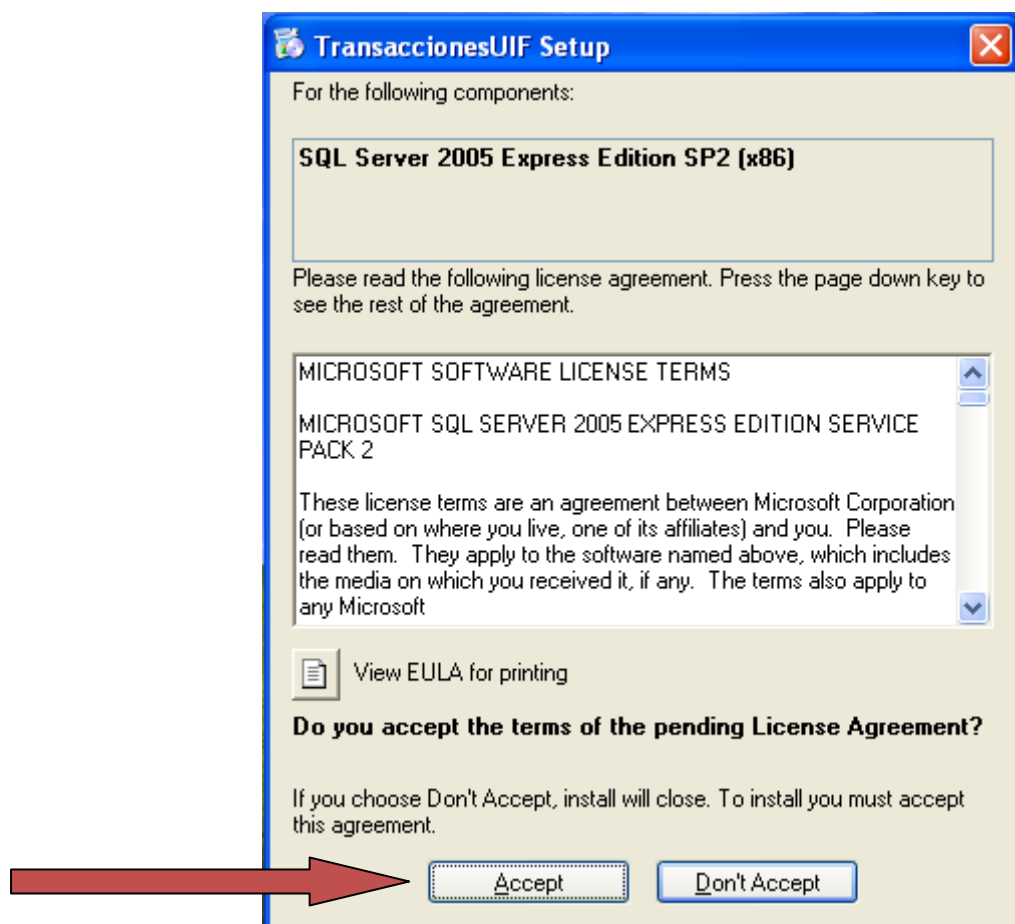 TransaccionesUIF Setup
For the following components:
SQL Server 2005 Express Edition SP2 (x86)
Please read the following license agreement. Press the page down key to
see the rest of the agreement.
MICROSOFT SOFTWARE LICENSE TERMS
MICROSOFT SQL SERVER 2005 EXPRESS EDITION SERVICE
PACK 2
These license terms are an agreement between Microsoft Corporation
(or based on where you live, one of its affiliates) and you.  Please
read them.  They apply to the software named above, which includes
the media on which you received it, if any.  The terms also apply to
any Microsoft
View EULA for printing
Do you accept the terms of the pending License Agreement?
If you choose Don't Accept, install will close. To install you must accept
this agreement.
Accept
Don't Accept